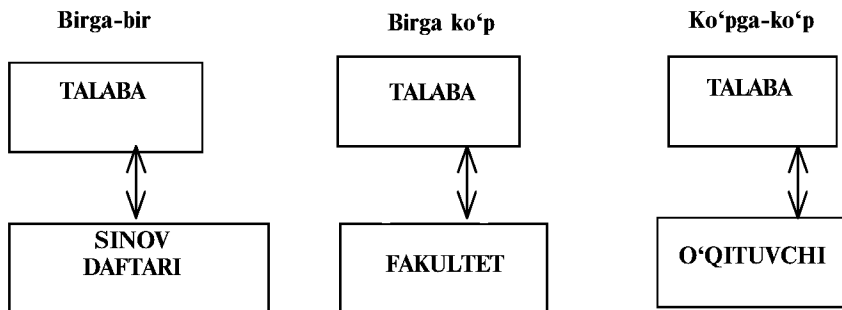 Birga-bir
Birga ko‘p
Ko‘pga-ko‘p
TALABA
TALABA
TALABA
SINOV
DAFTARI
FAKULTET
O‘QITUVCHI